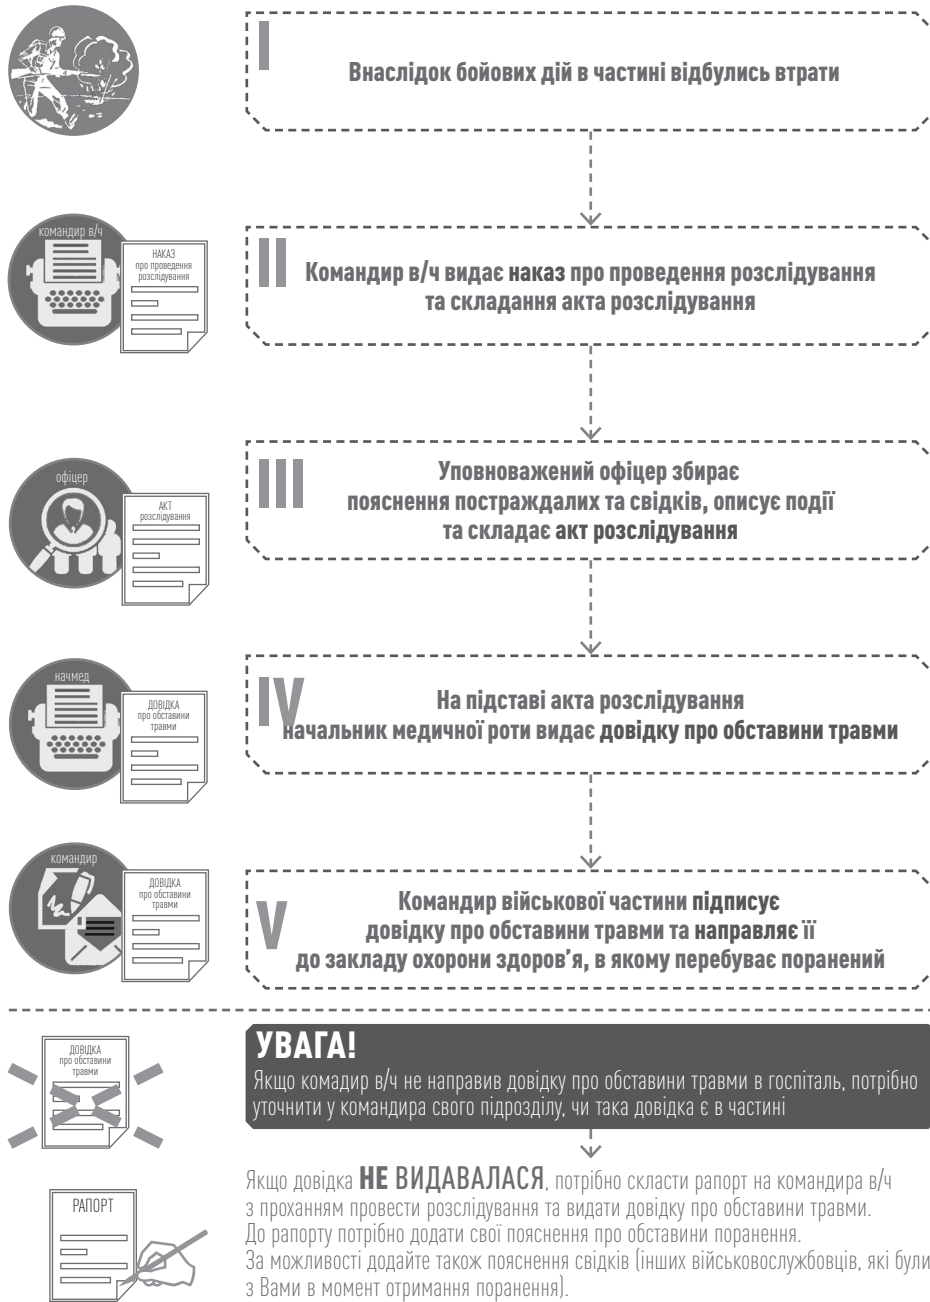 I
Внаслідок бойових дій в частині відбулись втрати
командир в/ч
НАКАЗ
про проведення
розслідування
II
Командир в/ч видає наказ про проведення розслідування
та складання акта розслідування
офіцер
АКТ
розслідування
III
Уповноважений офіцер збирає
пояснення постраждалих та свідків, описує події
та складає акт розслідування
начмед
ДОВІДКА
про обставини
травми
IV
На підставі акта розслідування
начальник медичної роти видає довідку про обставини травми
командир
ДОВІДКА
про обставини
травми
V
Командир військової частини підписує
довідку про обставини травми та направляє її
до закладу охорони здоров’я, в якому перебуває поранений
ДОВІДКА
про обставини
травми
УВАГА!
Якщо комадир в/ч не направив довідку про обставини травми в госпіталь, потрібно
уточнити у командира свого підрозділу, чи така довідка є в частині
РАПОРТ
Якщо довідка НЕ ВИДАВАЛАСЯ, потрібно скласти рапорт на командира в/ч
з проханням провести розслідування та видати довідку про обставини травми.
До рапорту потрібно додати свої пояснення про обставини поранення.
За можливості додайте також пояснення свідків (інших військовослужбовців, які були
з Вами в момент отримання поранення).